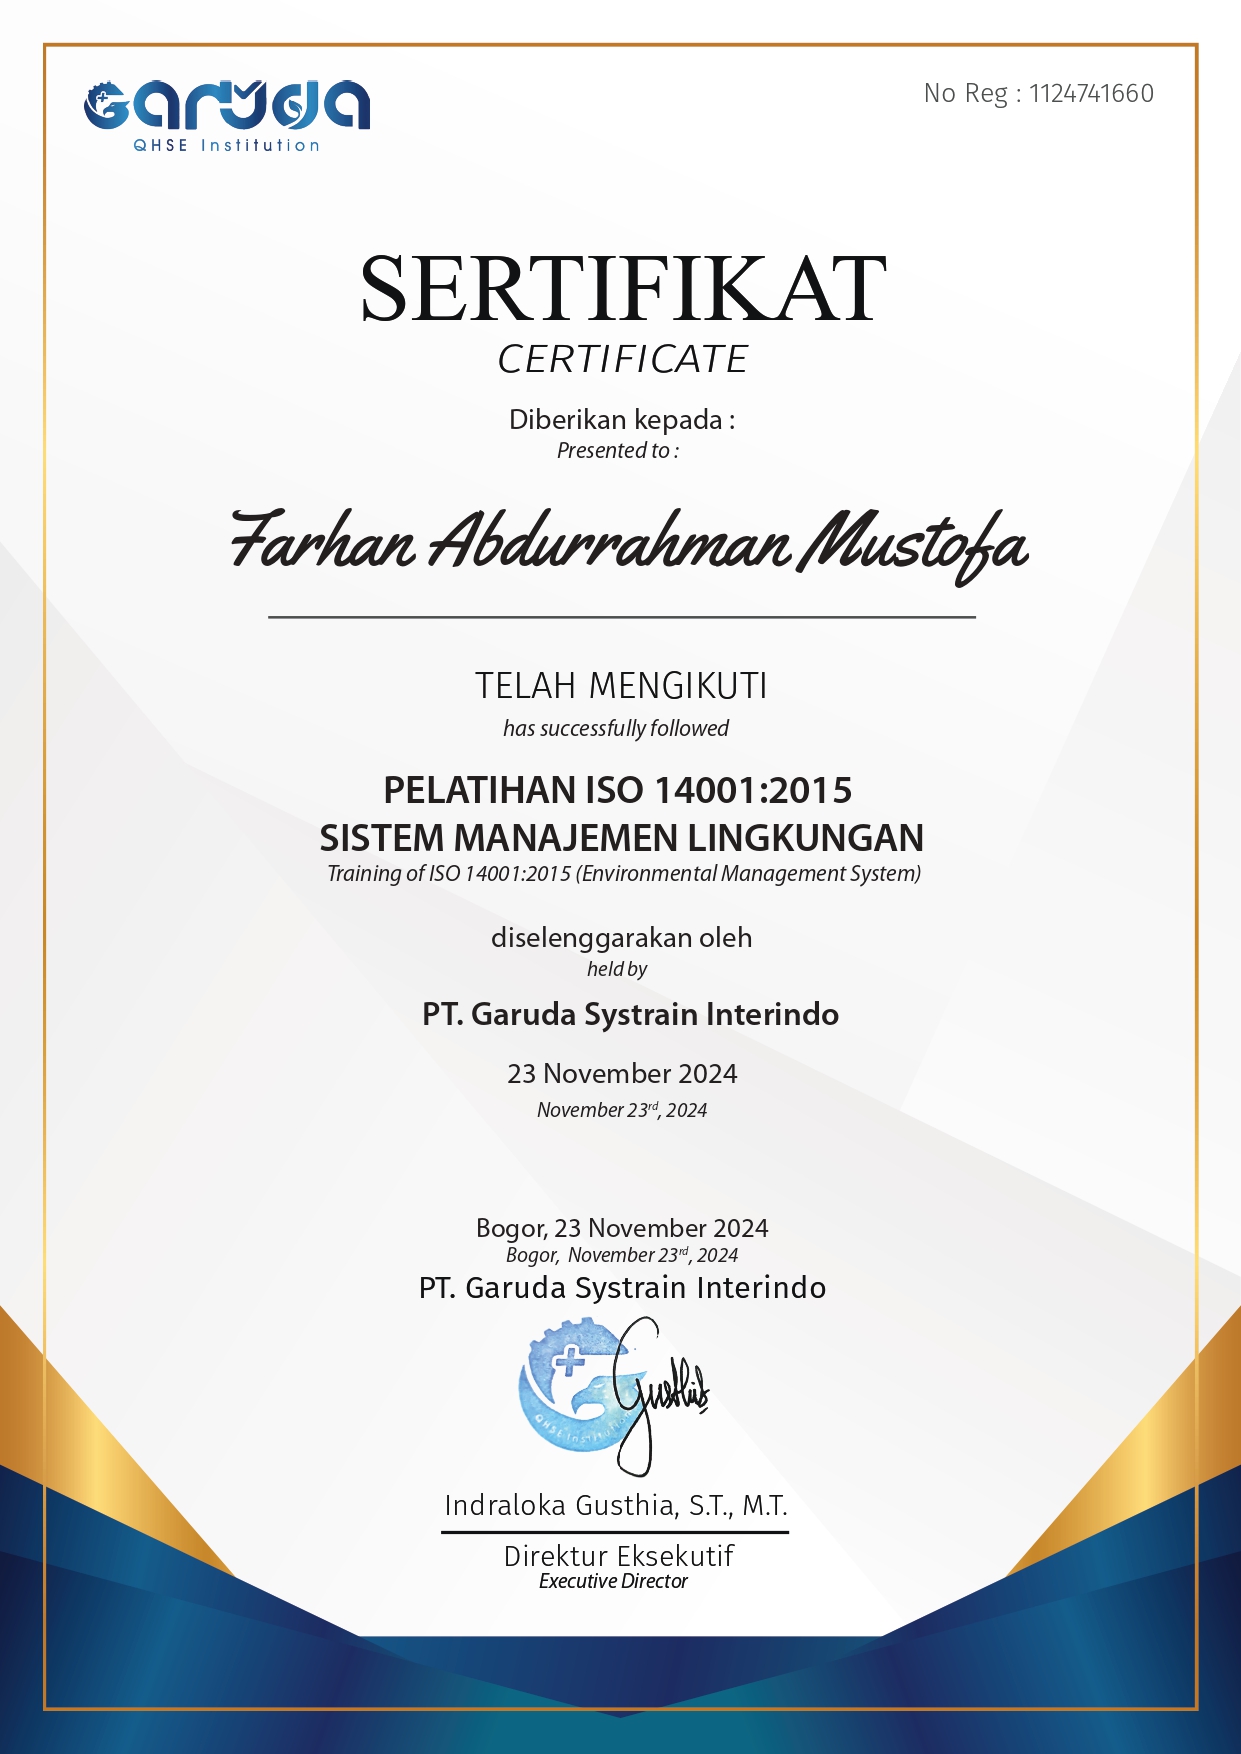 Garuda
QHSE Institution
No Reg : 1124741660
SERTIFIKAT
CERTIFICATE
Diberikan kepada :
Presented to :
Farhan Abdurrahman Mustofa
TELAH MENGIKUTI
has successfully followed
PELATIHAN ISO 14001:2015
SISTEM MANAJEMEN LINGKUNGAN
Training of ISO 14001:2015 (Environmental Management System)
diselenggarakan oleh
held by
PT. Garuda Systrain Interindo
23 November 2024
November 23rd, 2024
Bogor, 23 November 2024
Bogor, November 23rd, 2024
PT. Garuda Systrain Interindo
QHSE Institution
Indraloka Gusthia, S.T., M.T.
Direktur Eksekutif
Executive Director